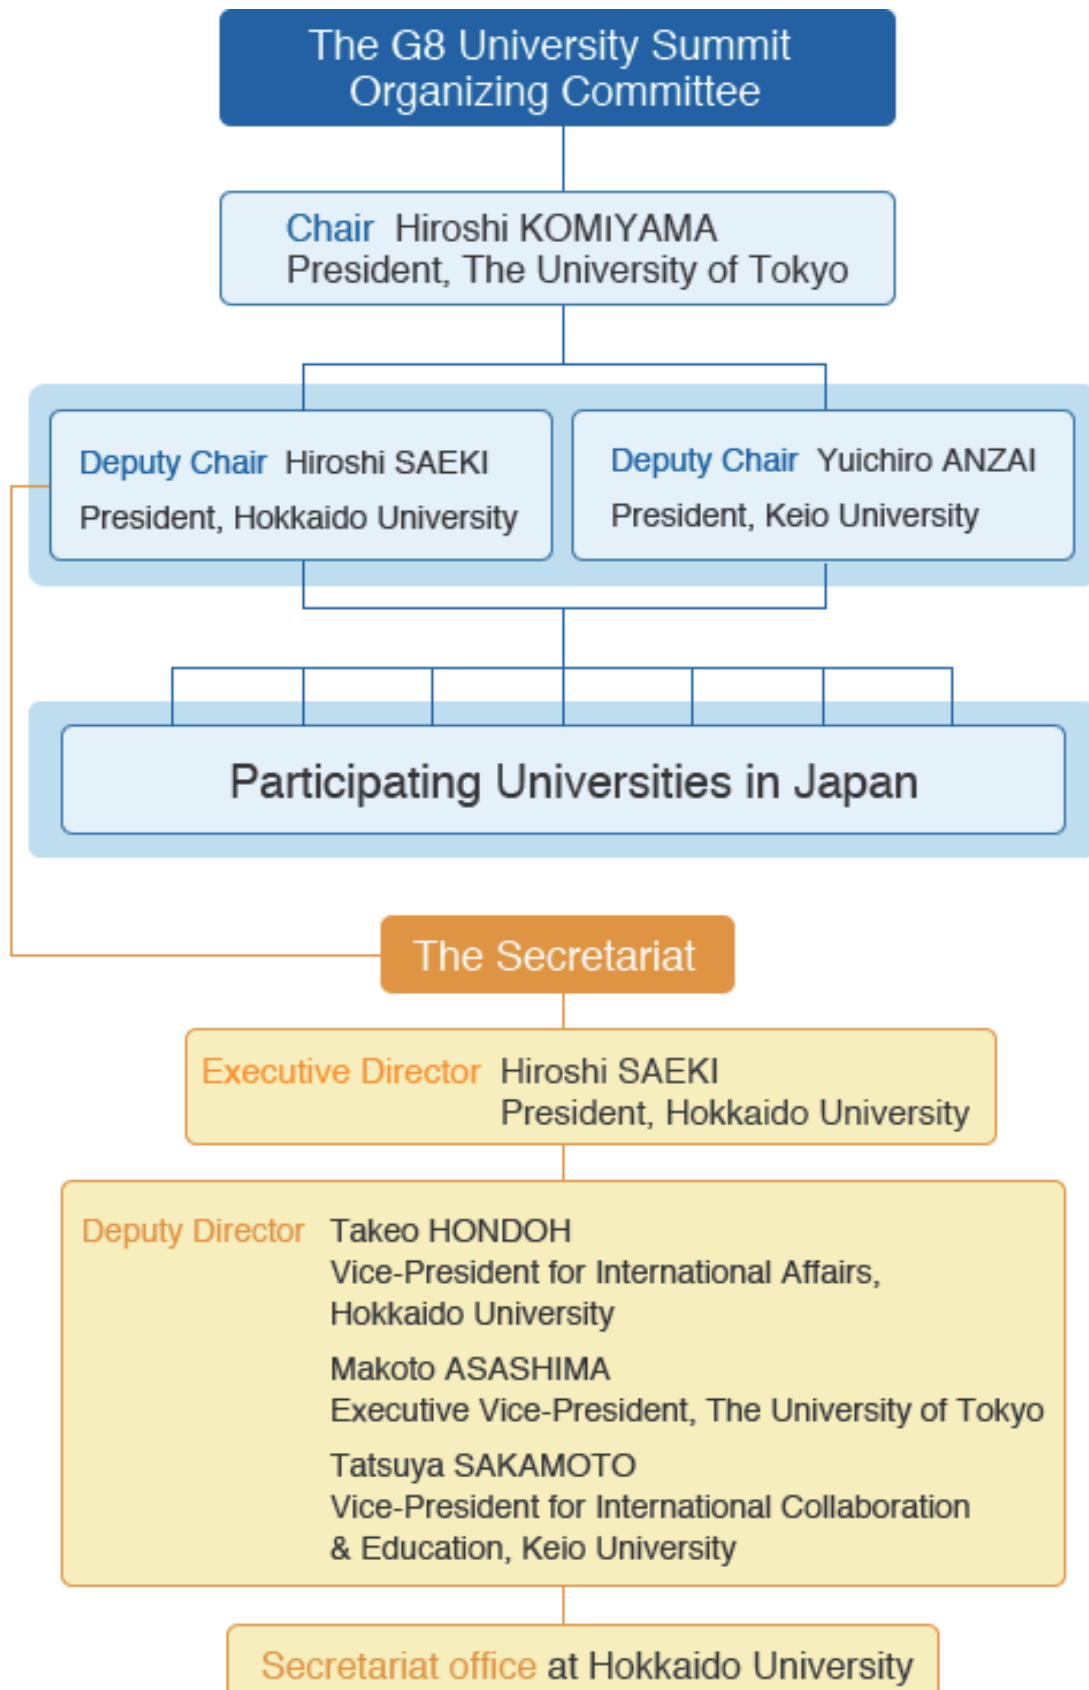 The G8 University Summit
Organizing Committee
Chair Hiroshi KOMIYAMA
President, The University of Tokyo
Deputy Chair Hiroshi SAEKI
President, Hokkaido University
Deputy Chair Yuichiro ANZAI
President, Keio University
Participating Universities in Japan
The Secretariat
Executive Director Hiroshi SAEKI
President, Hokkaido University
Deputy Director Takeo HONDOH
Vice-President for International Affairs,
Hokkaido University
Makoto ASASHIMA
Executive Vice-President, The University of Tokyo
Tatsuya SAKAMOTO
Vice-President for International Collaboration
& Education, Keio University
Secretariat office at Hokkaido University